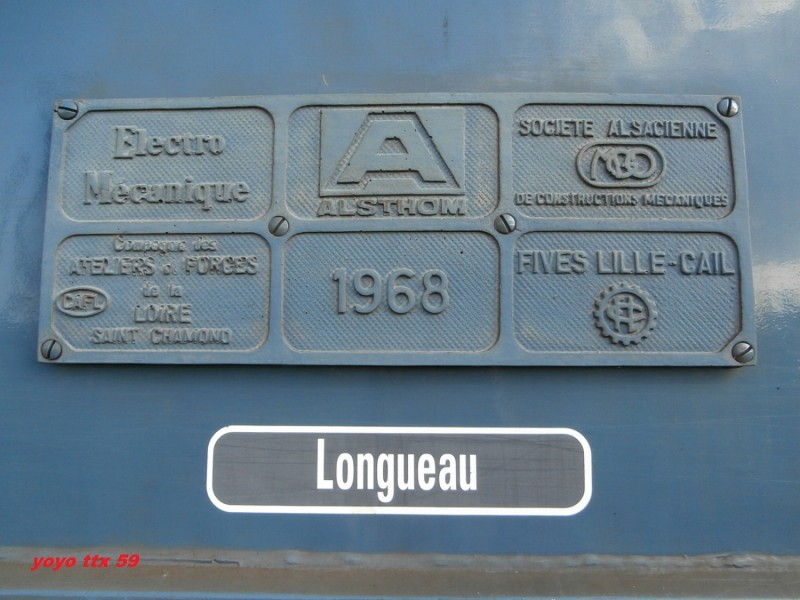 Electro
Mécanique
A
ALSTHOM
SOCIETE ALSACIENNE
DE CONSTRUCTIONS MECANIQUES
Compagnie des
ATELIERS et FORGES
de la
CAFL
LOIRE
SAINT CHAMOND
1968
FIVES LILLE-CAIL
Longueau
yoyo ttx 59